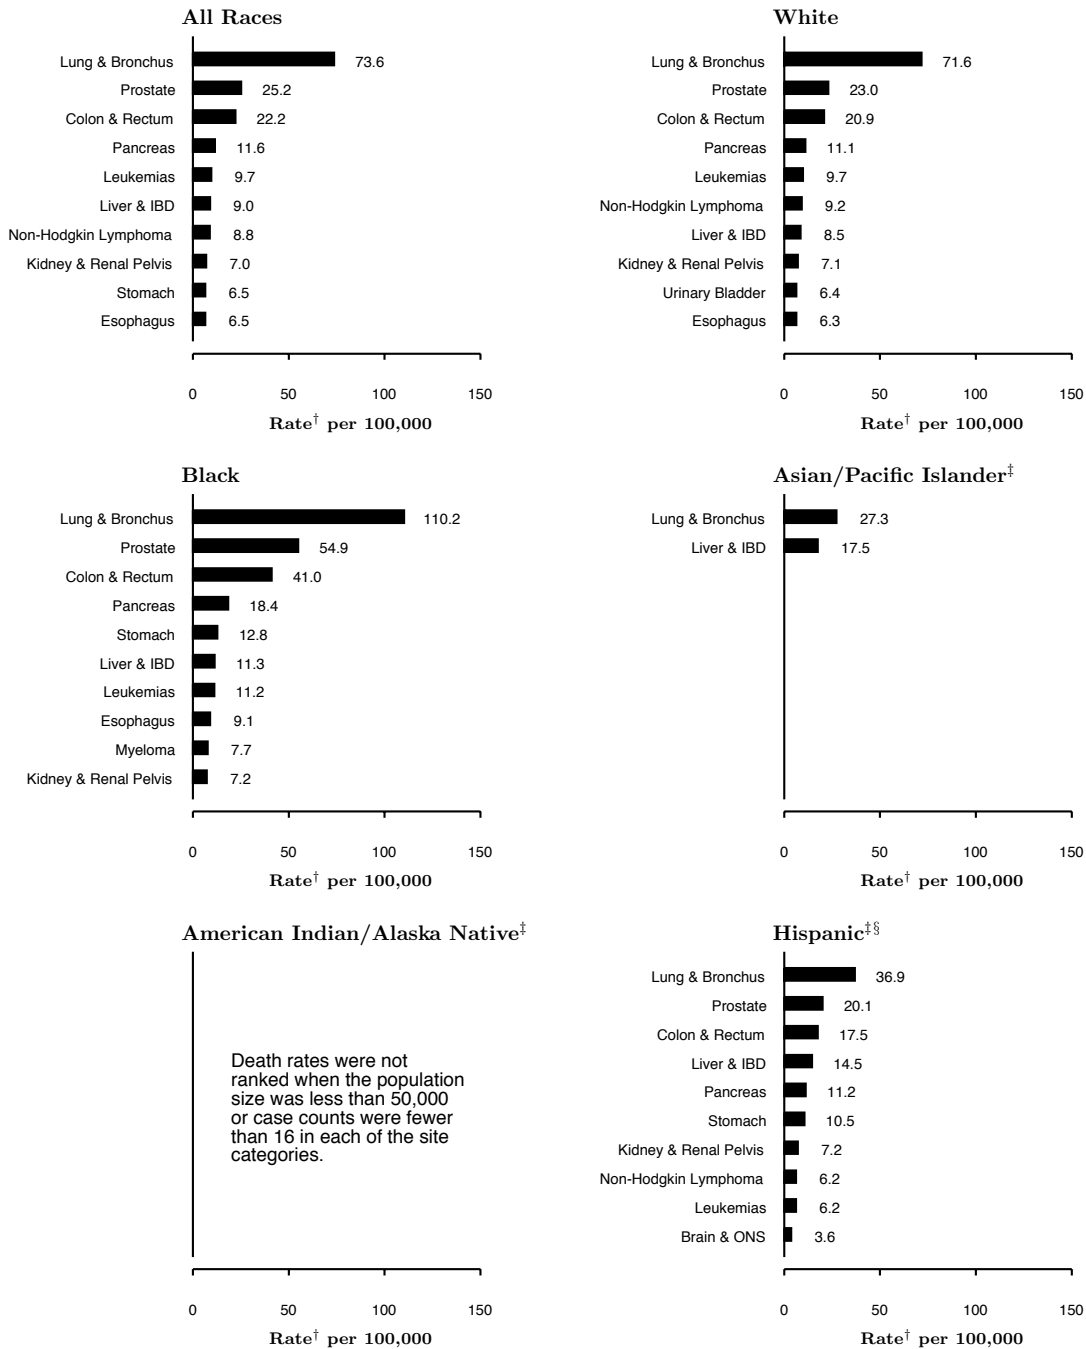 All Races
Lung & Bronchus 73.6
Prostate 25.2
Colon & Rectum 22.2
Pancreas 11.6
Leukemias 9.7
Liver & IBD 9.0
Non-Hodgkin Lymphoma 8.8
Kidney & Renal Pelvis 7.0
Stomach 6.5
Esophagus 6.5
0 50 100 150
Rate† per 100,000
White
Lung & Bronchus 71.6
Prostate 23.0
Colon & Rectum 20.9
Pancreas 11.1
Leukemias 9.7
Non-Hodgkin Lymphoma 9.2
Liver & IBD 8.5
Kidney & Renal Pelvis 7.1
Urinary Bladder 6.4
Esophagus 6.3
0 50 100 150
Rate† per 100,000
Black
Lung & Bronchus 110.2
Prostate 54.9
Colon & Rectum 41.0
Pancreas 18.4
Stomach 12.8
Liver & IBD 11.3
Leukemias 11.2
Esophagus 9.1
Myeloma 7.7
Kidney & Renal Pelvis 7.2
0 50 100 150
Rate† per 100,000
Asian/Pacific Islander‡
Lung & Bronchus 27.3
Liver & IBD 17.5
0 50 100 150
Rate† per 100,000
American Indian/Alaska Native‡
Death rates were not
ranked when the population
size was less than 50,000
or case counts were fewer
than 16 in each of the site
categories.
0 50 100 150
Rate† per 100,000
Hispanic‡§
Lung & Bronchus 36.9
Prostate 20.1
Colon & Rectum 17.5
Liver & IBD 14.5
Pancreas 11.2
Stomach 10.5
Kidney & Renal Pelvis 7.2
Non-Hodgkin Lymphoma 6.2
Leukemias 6.2
Brain & ONS 3.6
0 50 100 150
Rate† per 100,000